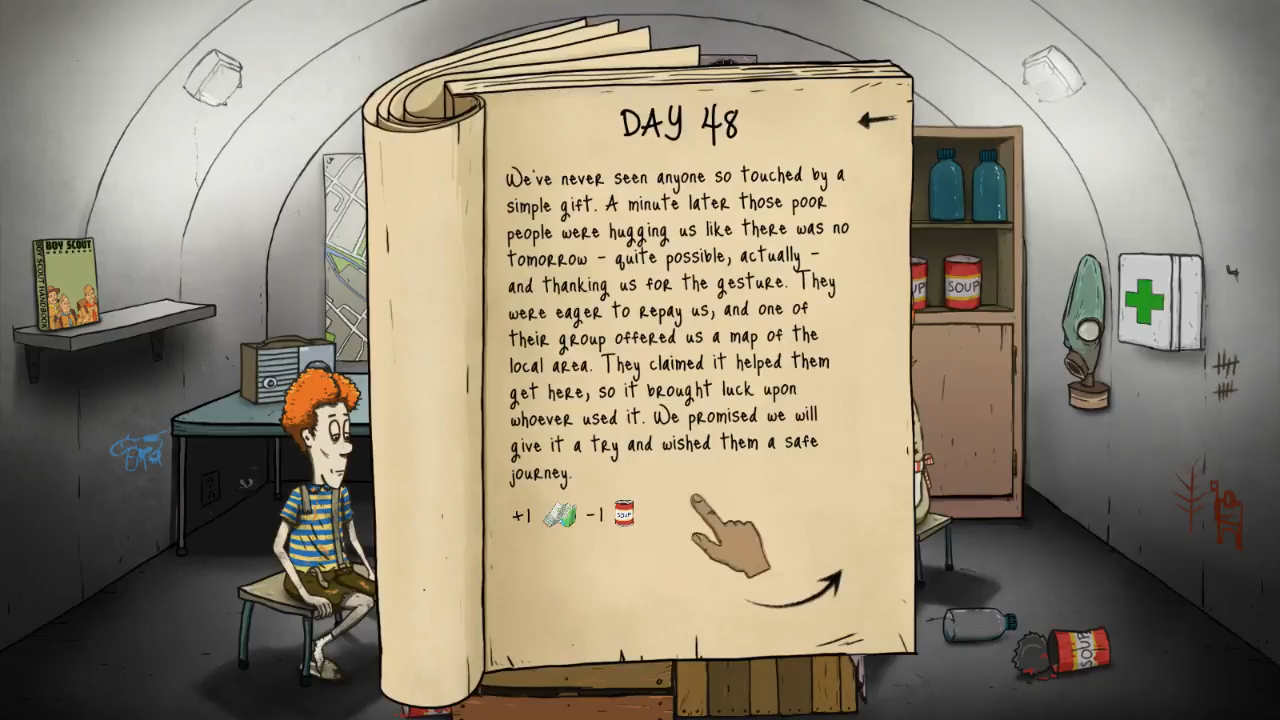 DAY 48
We've never seen anyone so touched by a
simple gift. A minute later those poor
people were hugging us like there was no
tomorrow - quite possible, actually -
and thanking us for the gesture. They
were eager to repay us, and one of
their group offered us a map of the
local area. They claimed it helped them
get here, so it brought luck upon
whoever used it. We promised we will
give it a try and wished them a safe
journey.
+1 -1
SOUP
BOY SCOUT
BOY SCOUT HANDBOOK
UP
SOUP
SOUP